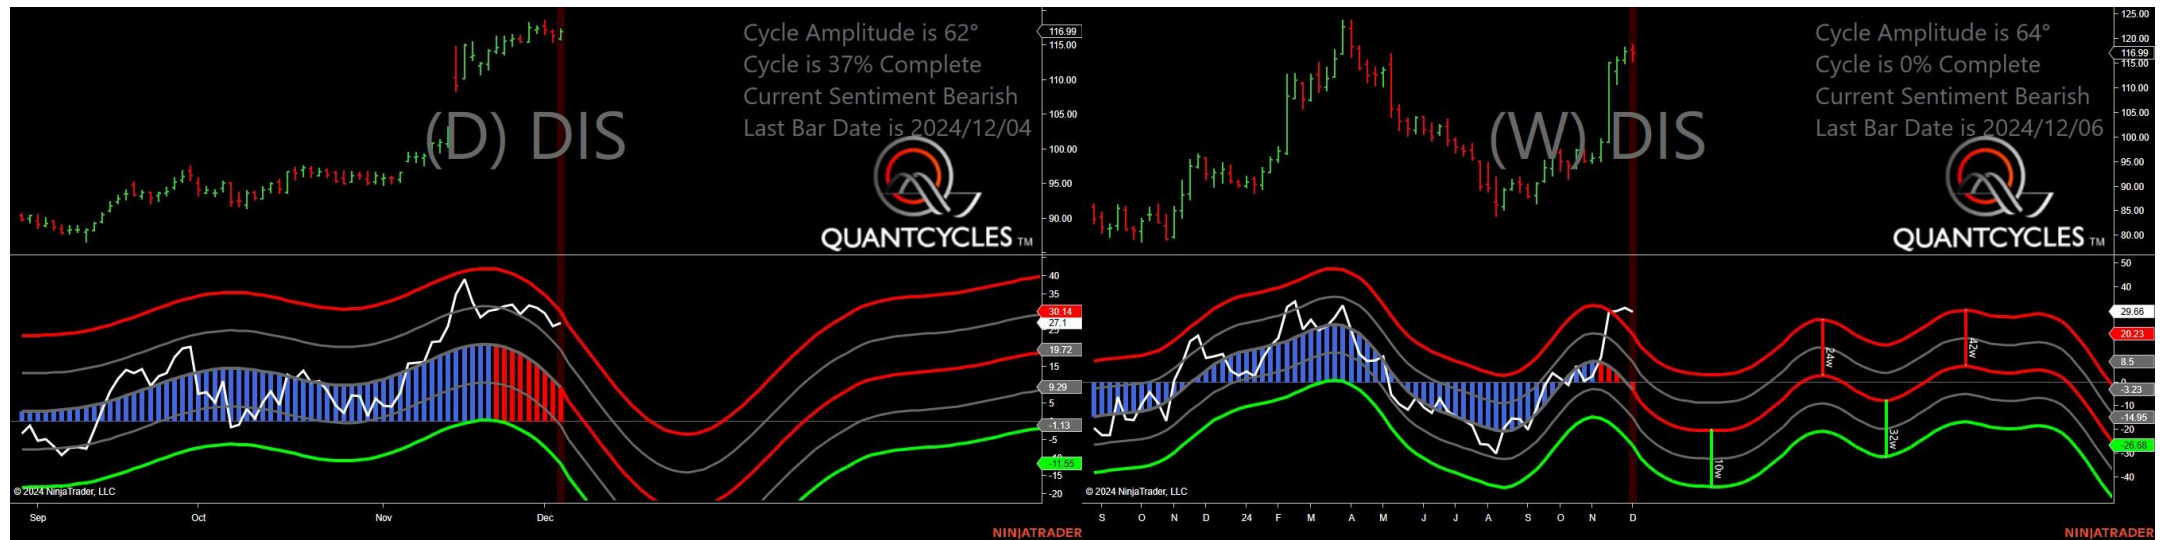 Cycle Amplitude is 62°
Cycle is 37% Complete
Current Sentiment Bearish
Last Bar Date is 2024/12/04
(D) DIS
QUANTCYCLES TM
116.99
115.00
110.00
105.00
100.00
95.00
90.00
40
35
30.14
27.1
25
19.72
15
9.29
5
-1.13
-5
-11.55
-15
-20
© 2024 NinjaTrader, LLC
Sep Oct Nov Dec
NINJATRADER
Cycle Amplitude is 64°
Cycle is 0% Complete
Current Sentiment Bearish
Last Bar Date is 2024/12/06
(W) DIS
QUANTCYCLES TM
125.00
120.00
116.99
115.00
110.00
105.00
100.00
95.00
90.00
85.00
80.00
50
40
29.66
20.23
8.5
0
-3.23
-10
-14.95
-20
-26.68
-30
-40
10w
24w
32w
42w
© 2024 NinjaTrader, LLC
S O N D 24 F M A M J J A S O N D
NINJATRADER